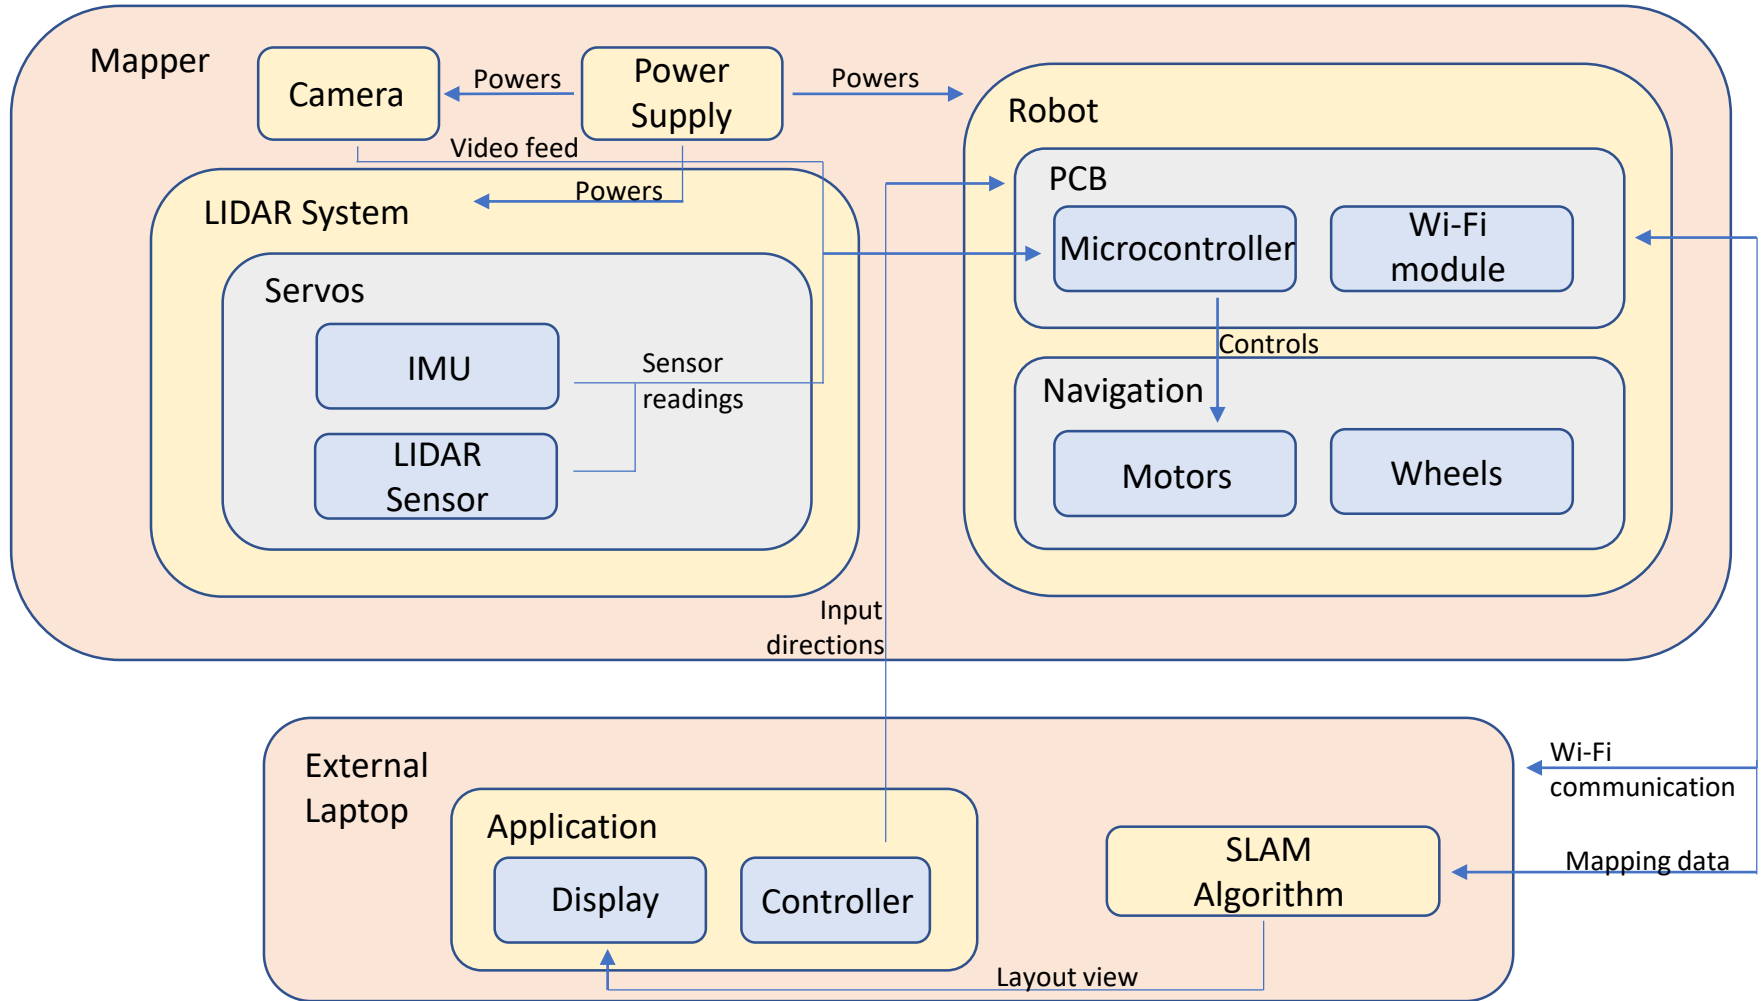 Mapper
Camera
Powers
Power
Supply
Powers
Video feed
Robot
PCB
Microcontroller
Wi-Fi
module
Powers
LIDAR System
Servos
IMU
Sensor
readings
LIDAR
Sensor
Controls
Navigation
Motors
Wheels
Input
directions
External
Laptop
Application
Display
Controller
SLAM
Algorithm
Wi-Fi
communication
Mapping data
Layout view